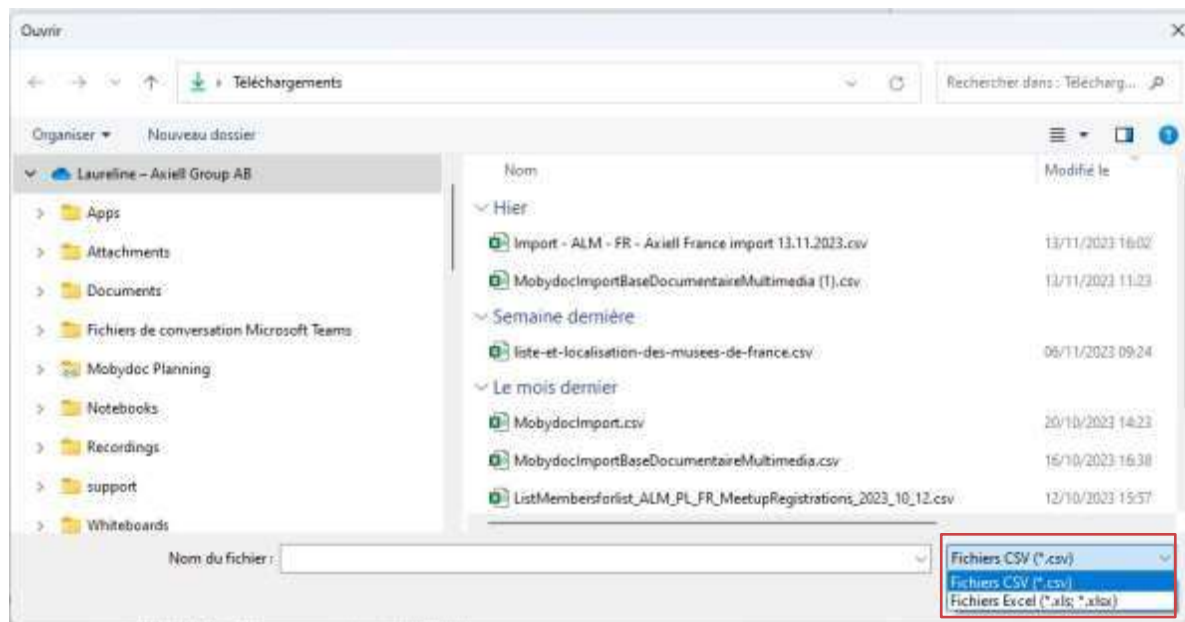 Ouvrir
Téléchargements
Rechercher dans : Télécharg...
Organiser
Nouveau dossier
Laureline – Axiell Group AB
Apps
Attachments
Documents
Fichiers de conversation Microsoft Teams
Mobydoc Planning
Notebooks
Recordings
support
Whiteboards
Nom
Modifié le
Hier
Import - ALM - FR - Axiell France import 13.11.2023.csv
13/11/2023 16:02
MobydocImportBaseDocumentaireMultimedia (1).csv
13/11/2023 11:23
Semaine dernière
liste-et-localisation-des-musees-de-france.csv
06/11/2023 09:24
Le mois dernier
MobydocImport.csv
20/10/2023 14:23
MobydocImportBaseDocumentaireMultimedia.csv
16/10/2023 16:38
ListMembersforlist_ALM_PL_FR_MeetupRegistrations_2023_10_12.csv
12/10/2023 15:57
Nom du fichier :
Fichiers CSV (*.csv)
Fichiers CSV (*.csv)
Fichiers Excel (*.xls; *.xlsx)